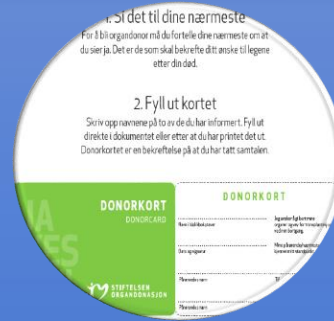 1. Si det til dine nærmeste
For å bli organdonor må du fortelle dine nærmeste om at
du sier ja. Det er de som skal bekrefte ditt ønske til legene
etter din død.
2. Fyll ut kortet
Skriv opp navnene på to av de du har informert. Fyll ut
direkte i dokumentet eller etter at du har printet det ut.
Donorkortet er en bekreftelse på at du har tatt samtalen.
DONORKORT
DONORCARD
STIFTELSEN
ORGANDONASJON
DONORKORT